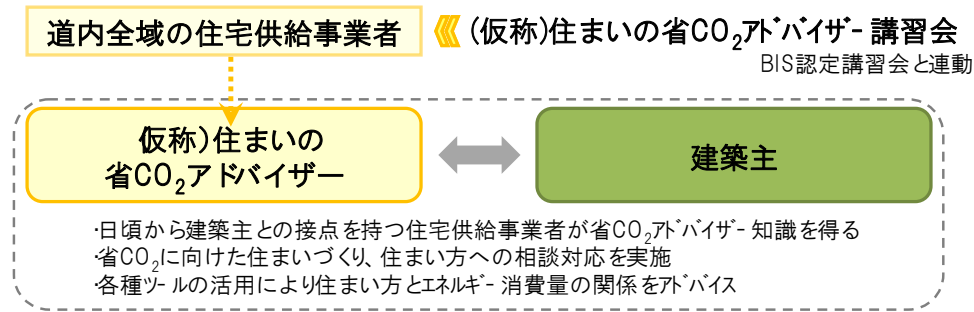 道内全域の住宅供給事業者
(仮称)住まいの省CO₂ｱﾄﾞﾊﾞｲｻﾞｰ講習会
BIS認定講習会と連動
仮称)住まいの
省CO₂アドバイザー
建築主
･日頃から建築主との接点を持つ住宅供給事業者が省CO₂ｱﾄﾞﾊﾞｲｻﾞｰ知識を得る
･省CO₂に向けた住まいづくり、住まい方への相談対応を実施
･各種ﾂｰﾙの活用により住まい方とｴﾈﾙｷﾞｰ消費量の関係をｱﾄﾞﾊﾞｲｽ